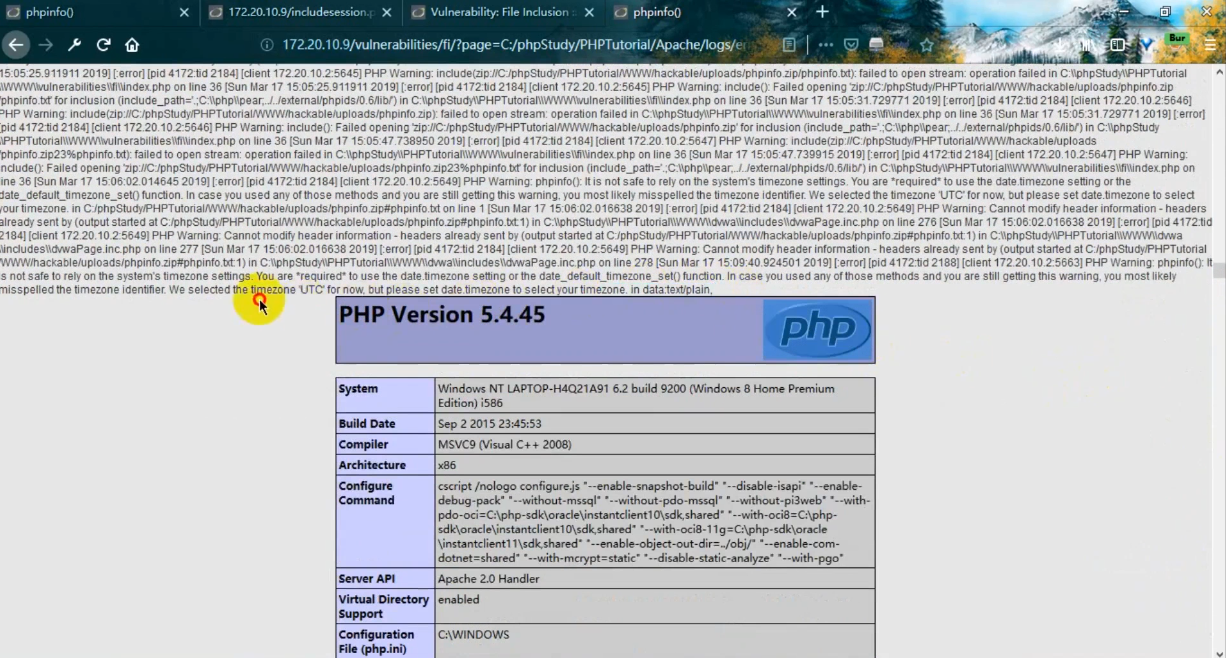 phpinfo()
172.20.10.9/includesession.p
Vulnerability: File Inclusion ::
phpinfo()
172.20.10.9/vulnerabilities/fi/?page=C:/phpStudy/PHPTutorial/Apache/logs/er
Bur
15:05:25.911911 2019] [:error] [pid 4172:tid 2184] [client 172.20.10.2:5645] PHP Warning: include(zip://C:/phpStudy/PHPTutorial/WWW/hackable/uploads/phpinfo.zip/phpinfo.txt): failed to open stream: operation failed in C:\\phpStudy\\PHPTutorial
\\WWW\\vulnerabilities\\fi\\index.php on line 36 [Sun Mar 17 15:05:25.911911 2019] [:error] [pid 4172:tid 2184] [client 172.20.10.2:5645] PHP Warning: include(): Failed opening 'zip://C:/phpStudy/PHPTutorial/WWW/hackable/uploads/phpinfo.zip
/phpinfo.txt' for inclusion (include_path='.;C:\\php\\pear;../../external/phpids/0.6/lib/') in C:\\phpStudy\\PHPTutorial\\WWW\\vulnerabilities\\fi\\index.php on line 36 [Sun Mar 17 15:05:31.729771 2019] [:error] [pid 4172:tid 2184] [client 172.20.10.2:5646]
PHP Warning: include(zip://C:/phpStudy/PHPTutorial/WWW/hackable/uploads/phpinfo.zip): failed to open stream: operation failed in C:\\phpStudy\\PHPTutorial\\WWW\\vulnerabilities\\fi\\index.php on line 36 [Sun Mar 17 15:05:31.729771 2019] [:error]
[pid 4172:tid 2184] [client 172.20.10.2:5646] PHP Warning: include(): Failed opening 'zip://C:/phpStudy/PHPTutorial/WWW/hackable/uploads/phpinfo.zip' for inclusion (include_path='.;C:\\php\\pear;../../external/phpids/0.6/lib/') in C:\\phpStudy
\\PHPTutorial\\WWW\\vulnerabilities\\fi\\index.php on line 36 [Sun Mar 17 15:05:47.738950 2019] [:error] [pid 4172:tid 2184] [client 172.20.10.2:5647] PHP Warning: include(zip://C:/phpStudy/PHPTutorial/WWW/hackable/uploads
/phpinfo.zip23%phpinfo.txt): failed to open stream: operation failed in C:\\phpStudy\\PHPTutorial\\WWW\\vulnerabilities\\fi\\index.php on line 36 [Sun Mar 17 15:05:47.739915 2019] [:error] [pid 4172:tid 2184] [client 172.20.10.2:5647] PHP Warning:
include(): Failed opening 'zip://C:/phpStudy/PHPTutorial/WWW/hackable/uploads/phpinfo.zip23%phpinfo.txt' for inclusion (include_path='.;C:\\php\\pear;../../external/phpids/0.6/lib/') in C:\\phpStudy\\PHPTutorial\\WWW\\vulnerabilities\\fi\\index.php on
line 36 [Sun Mar 17 15:06:02.014645 2019] [:error] [pid 4172:tid 2184] [client 172.20.10.2:5649] PHP Warning: phpinfo(): It is not safe to rely on the system's timezone settings. You are *required* to use the date.timezone setting or the
date_default_timezone_set() function. In case you used any of those methods and you are still getting this warning, you most likely misspelled the timezone identifier. We selected the timezone 'UTC' for now, but please set date.timezone to select
your timezone. in C:/phpStudy/PHPTutorial/WWW/hackable/uploads/phpinfo.zip#phpinfo.txt on line 1 [Sun Mar 17 15:06:02.016638 2019] [:error] [pid 4172:tid 2184] [client 172.20.10.2:5649] PHP Warning: Cannot modify header information - headers
already sent by (output started at C:/phpStudy/PHPTutorial/WWW/hackable/uploads/phpinfo.zip#phpinfo.txt:1) in C:\\phpStudy\\PHPTutorial\\WWW\\dvwa\\includes\\dvwaPage.inc.php on line 276 [Sun Mar 17 15:06:02.016638 2019] [:error] [pid 4172:tid
2184] [client 172.20.10.2:5649] PHP Warning: Cannot modify header information - headers already sent by (output started at C:/phpStudy/PHPTutorial/WWW/hackable/uploads/phpinfo.zip#phpinfo.txt:1) in C:\\phpStudy\\PHPTutorial\\WWW\\dvwa
\\includes\\dvwaPage.inc.php on line 277 [Sun Mar 17 15:06:02.016638 2019] [:error] [pid 4172:tid 2184] [client 172.20.10.2:5649] PHP Warning: Cannot modify header information - headers already sent by (output started at C:/phpStudy/PHPTutorial
/WWW/hackable/uploads/phpinfo.zip#phpinfo.txt:1) in C:\\phpStudy\\PHPTutorial\\WWW\\dvwa\\includes\\dvwaPage.inc.php on line 278 [Sun Mar 17 15:09:40.924501 2019] [:error] [pid 4172:tid 2188] [client 172.20.10.2:5663] PHP Warning: phpinfo(): It
is not safe to rely on the system's timezone settings. You are *required* to use the date.timezone setting or the date_default_timezone_set() function. In case you used any of those methods and you are still getting this warning, you most likely
misspelled the timezone identifier. We selected the timezone 'UTC' for now, but please set date.timezone to select your timezone. in data:text/plain,
PHP Version 5.4.45
php
System Windows NT LAPTOP-H4Q21A91 6.2 build 9200 (Windows 8 Home Premium
Edition) i586
Build Date Sep 2 2015 23:45:53
Compiler MSVC9 (Visual C++ 2008)
Architecture x86
Configure Command cscript /nologo configure.js "--enable-snapshot-build" "--disable-isapi" "--enable-
debug-pack" "--without-mssql" "--without-pdo-mssql" "--without-pi3web" "--with-
pdo-oci=C:\php-sdk\oracle\instantclient10\sdk,shared" "--with-oci8=C:\php-
sdk\oracle\instantclient10\sdk,shared" "--with-oci8-11g=C:\php-sdk\oracle
\instantclient11\sdk,shared" "--enable-object-out-dir=../obj/" "--enable-com-
dotnet=shared" "--with-mcrypt=static" "--disable-static-analyze" "--with-pgo"
Server API Apache 2.0 Handler
Virtual Directory Support enabled
Configuration File (php.ini) C:\WINDOWS